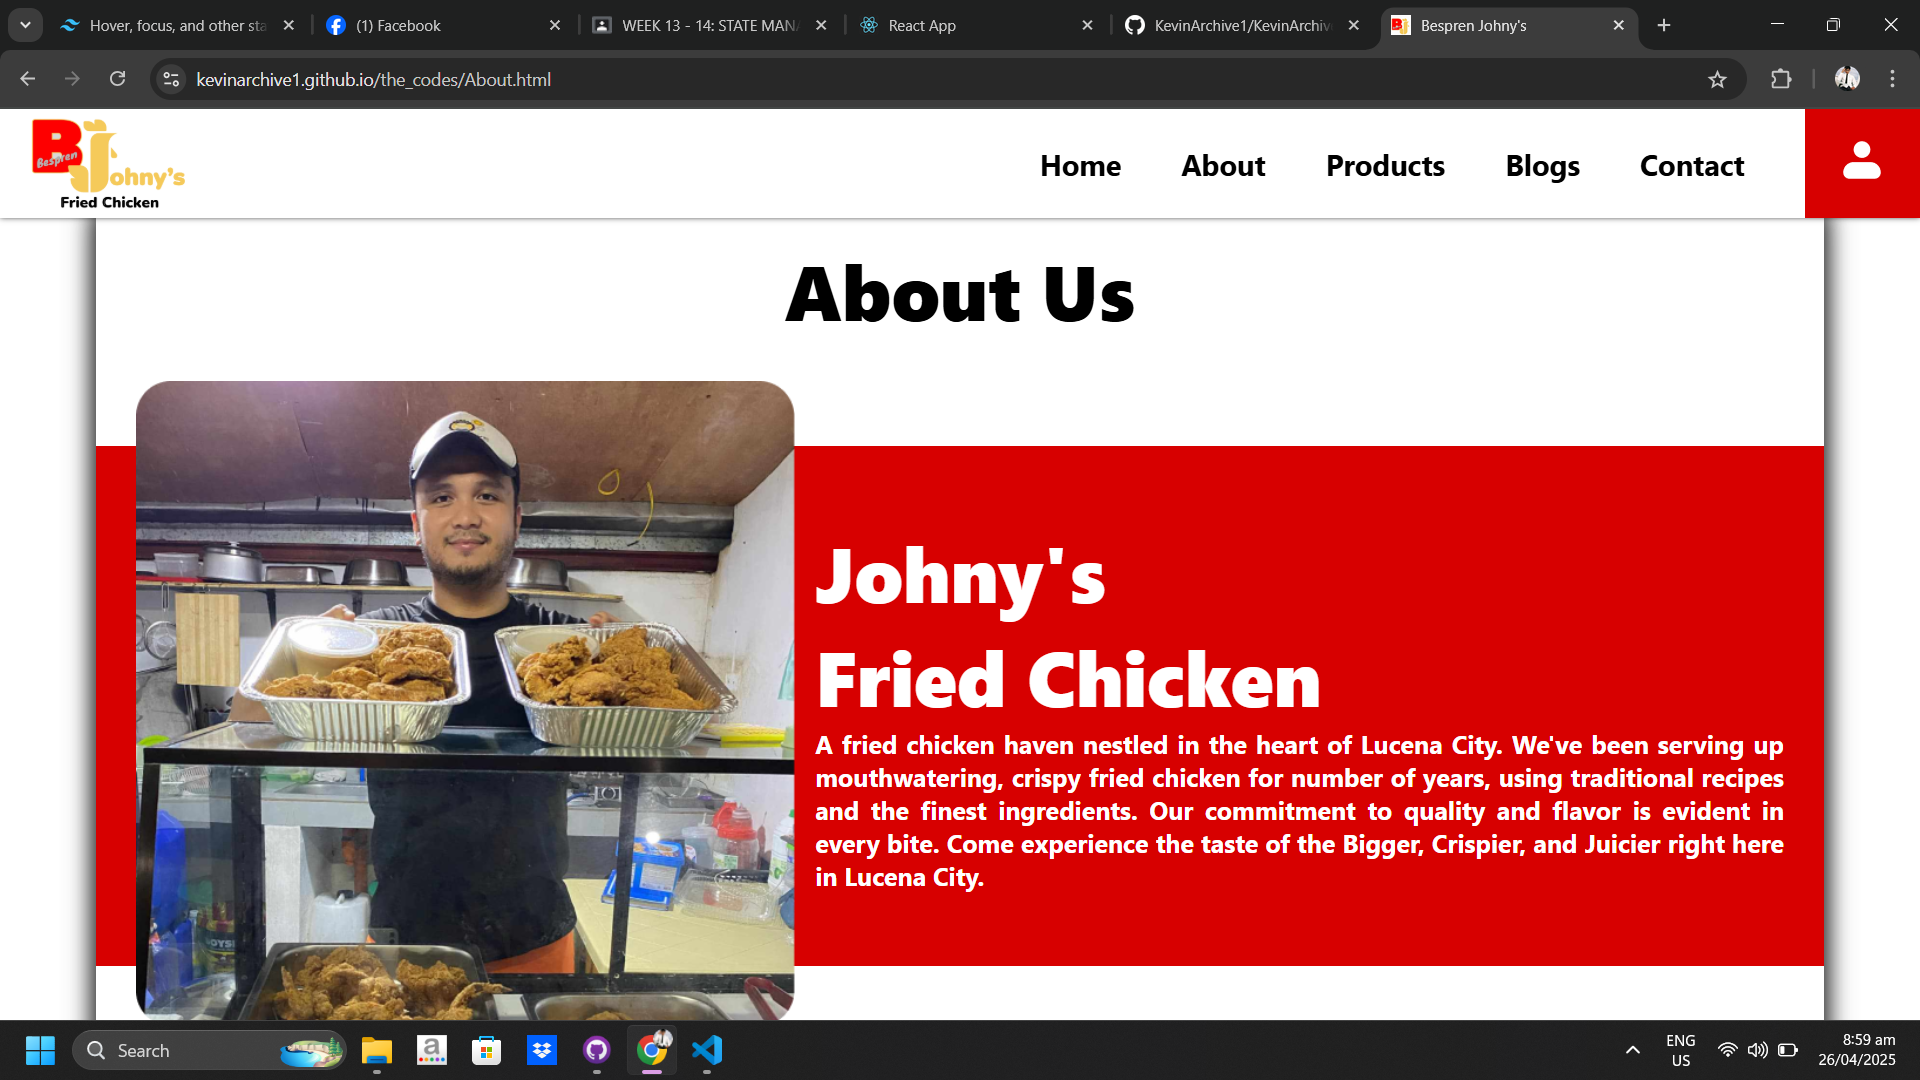 Hover, focus, and other sta
(1) Facebook
WEEK 13 - 14: STATE MAN
React App
KevinArchive1/KevinArchiv
Bespren Johny's
kevinarchive1.github.io/the_codes/About.html
BJ
Bespren
ohny's
Fried Chicken
Home
About
Products
Blogs
Contact
About Us
Johny's
Fried Chicken
A fried chicken haven nestled in the heart of Lucena City. We've been serving up
mouthwatering, crispy fried chicken for number of years, using traditional recipes
and the finest ingredients. Our commitment to quality and flavor is evident in
every bite. Come experience the taste of the Bigger, Crispier, and Juicier right here
in Lucena City.
Search
a
ENG
US
8:59 am
26/04/2025